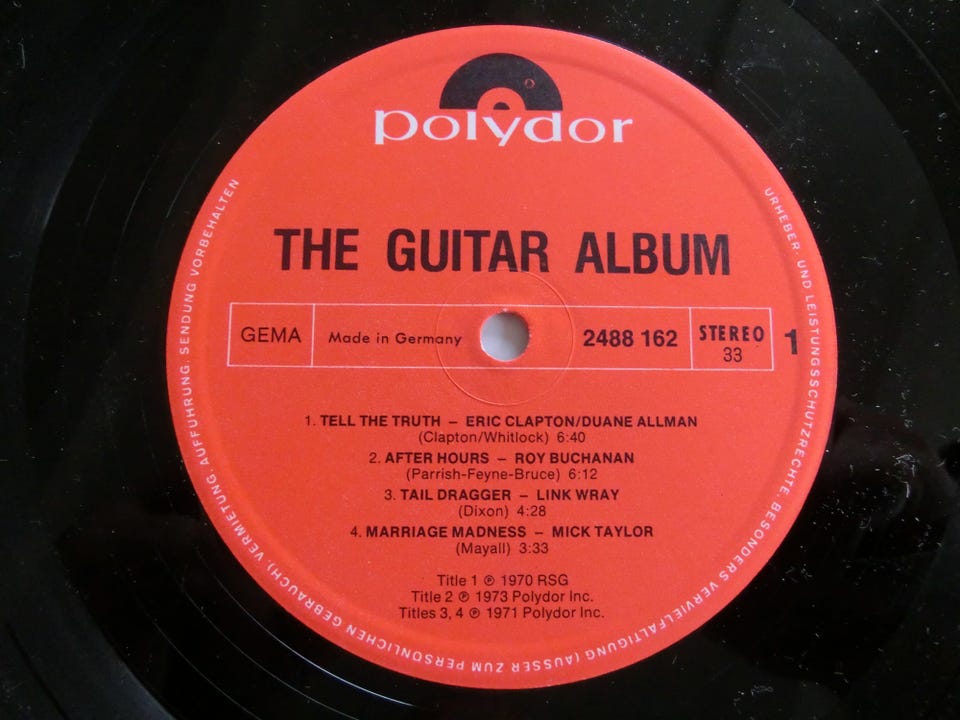 polydor
THE GUITAR ALBUM
GEMA
Made in Germany
2488 162
STEREO
33
1
1. TELL THE TRUTH – ERIC CLAPTON/DUANE ALLMAN
(Clapton/Whitlock) 6:40
2. AFTER HOURS – ROY BUCHANAN
(Parrish-Feyne-Bruce) 6:12
3. TAIL DRAGGER – LINK WRAY
(Dixon) 4:28
4. MARRIAGE MADNESS – MICK TAYLOR
(Mayall) 3:33
Title 1 ℗ 1970 RSG
Title 2 ℗ 1973 Polydor Inc.
Titles 3, 4 ℗ 1971 Polydor Inc.
URHEBER- UND LEISTUNGSSCHUTZRECHTE, BESONDERS VERVIELFÄLTIGUNG (AUSSER ZUM PERSÖNLICHEN GEBRAUCH), VERMIETUNG, AUFFÜHRUNG, SENDUNG VORBEHALTEN